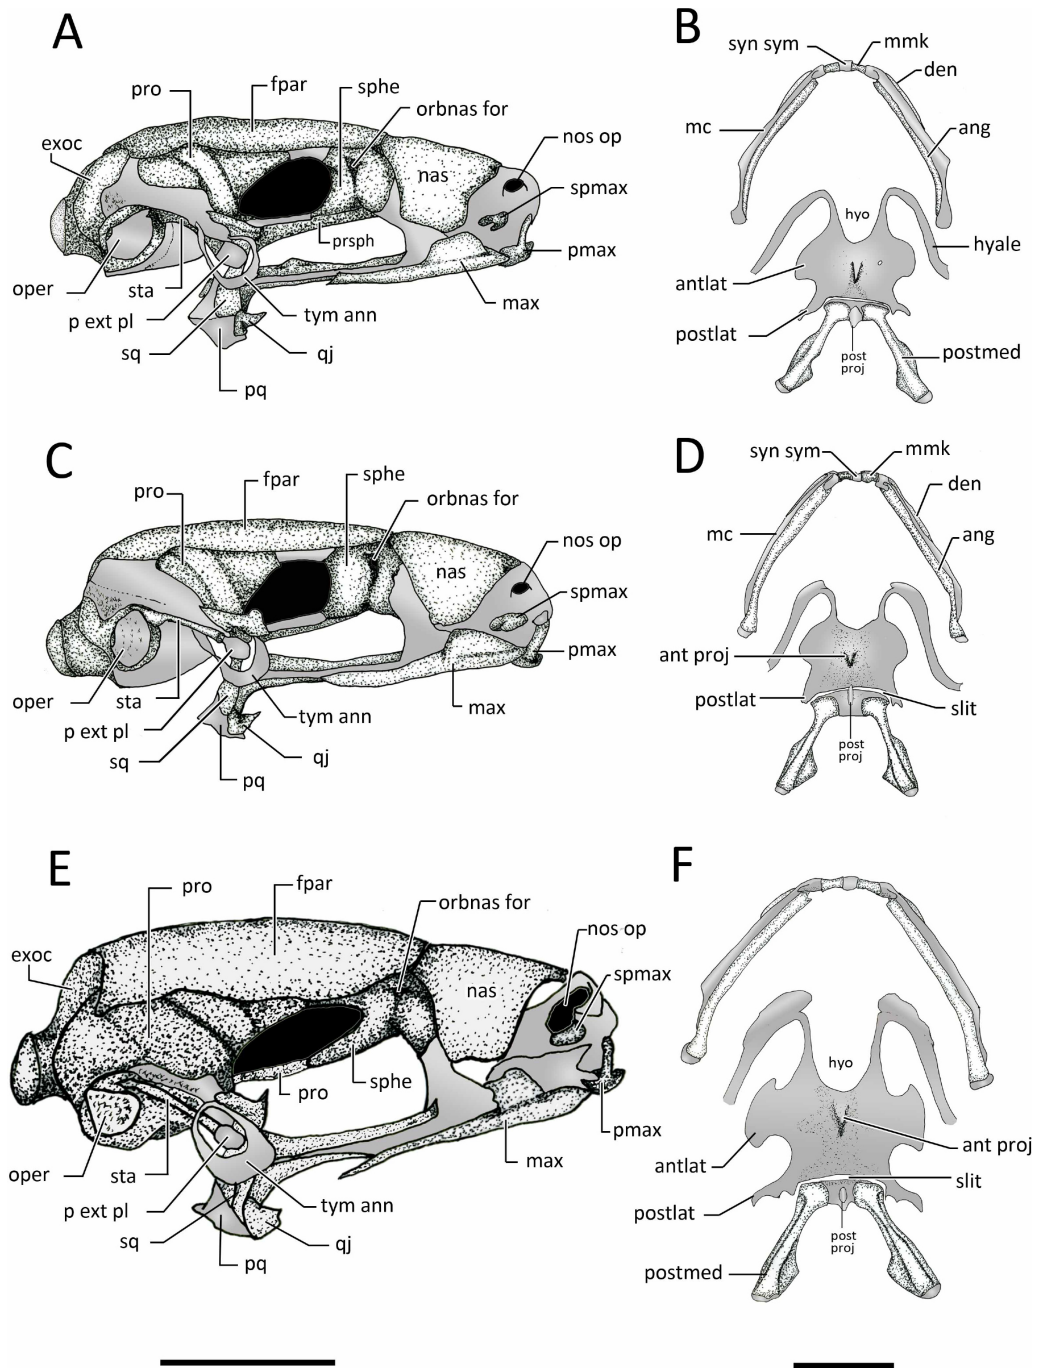 A
pro
fpar
sphe
orbnas for
exoc
nos op
nas
spmax
prsph
pmax
oper
sta
max
p ext pl
tym ann
sq
qj
pq
B
syn sym
mmk
den
mc
ang
hyo
hyale
antlat
postlat
post
proj
postmed
C
pro
fpar
sphe
orbnas for
nos op
nas
spmax
pmax
oper
sta
max
p ext pl
tym ann
sq
qj
pq
D
syn sym
mmk
den
mc
ang
ant proj
postlat
slit
post
proj
E
pro
fpar
orbnas for
nos op
exoc
spmax
nas
sphe
pro
pmax
max
oper
sta
p ext pl
tym ann
sq
qj
pq
F
hyo
ant proj
antlat
slit
postlat
post
proj
postmed